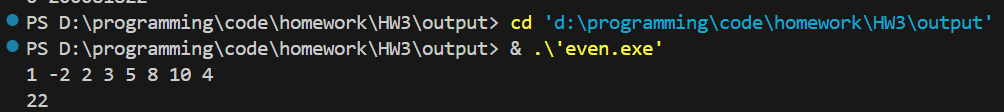 PS D:\programming\code\homework\HW3\output> cd 'd:\programming\code\homework\HW3\output'
PS D:\programming\code\homework\HW3\output> & .\'even.exe'
1 -2 2 3 5 8 10 4
22